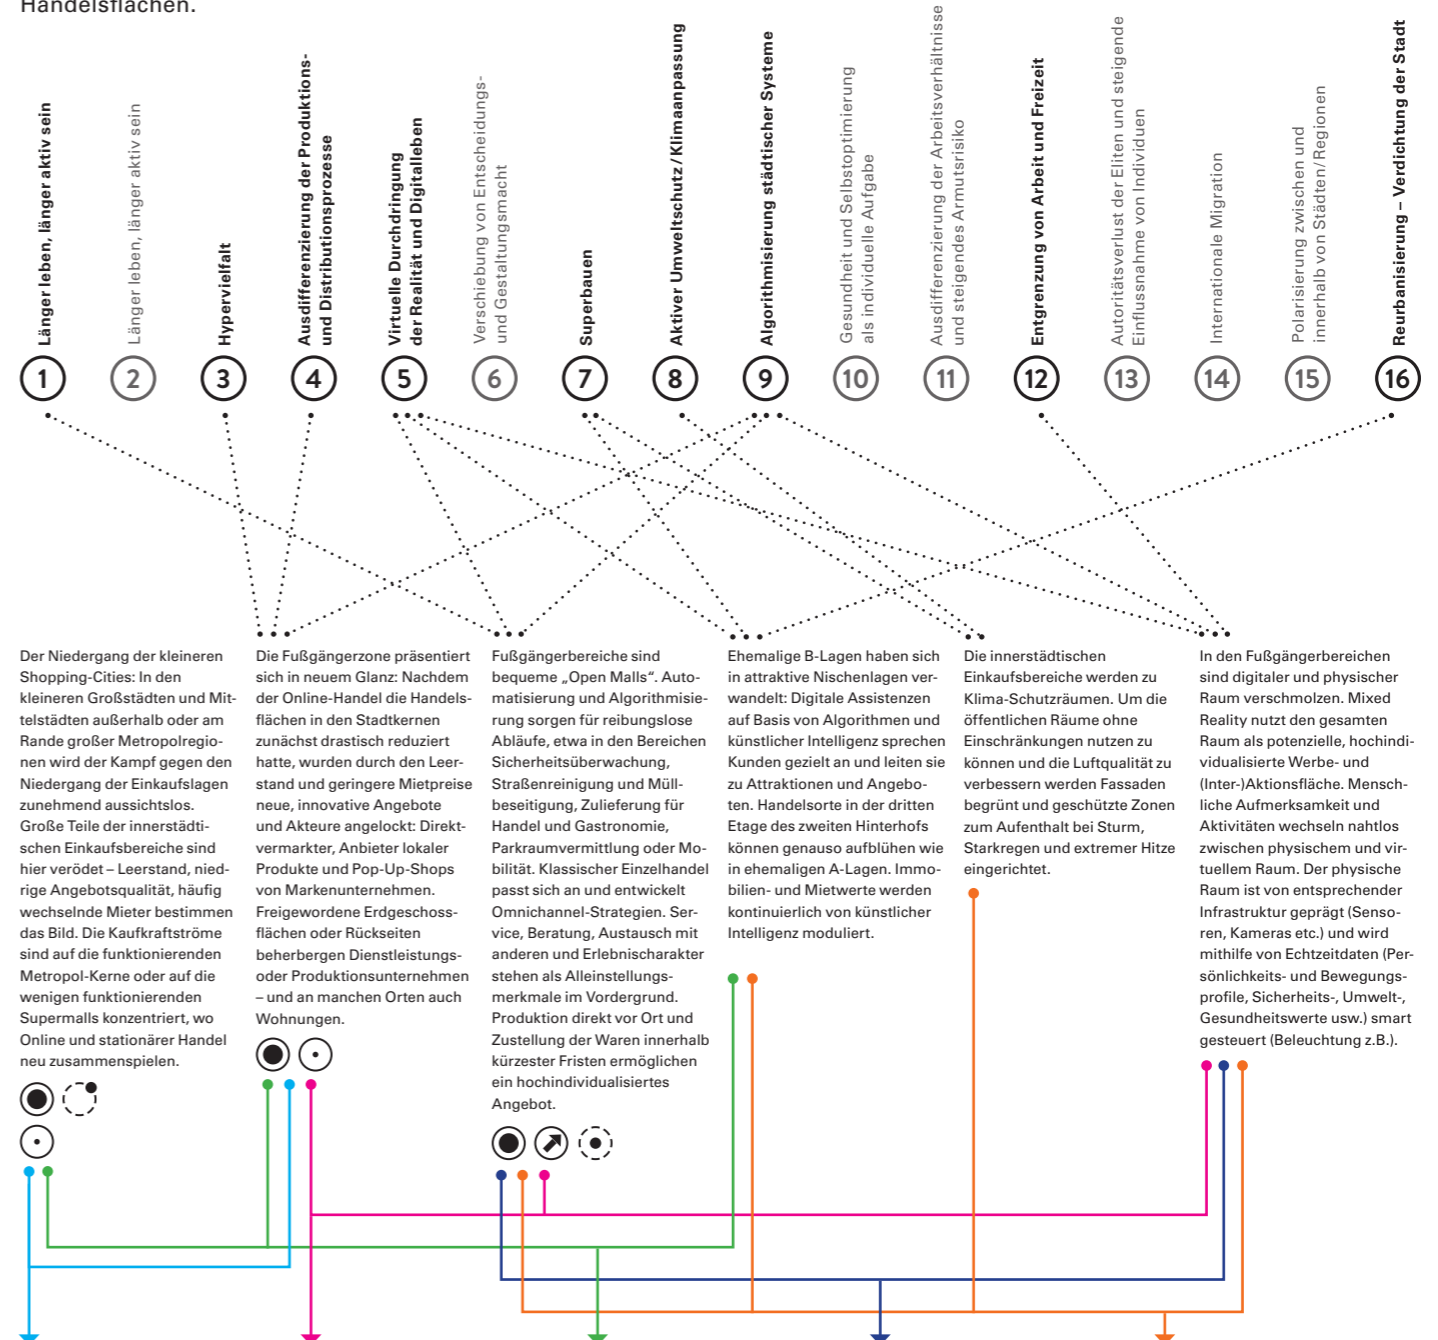 Handelsflächen.
Länger leben, länger aktiv sein
Länger leben, länger aktiv sein
Hypervielfalt
Ausdifferenzierung der Produktions-
und Distributionsprozesse
Virtuelle Durchdringung
der Realität und Digitalleben
Verschiebung von Entscheidungs-
und Gestaltungsmacht
Superbauen
Aktiver Umweltschutz/Klimaanpassung
Algorithmisierung städtischer Systeme
Gesundheit und Selbstoptimierung
als individuelle Aufgabe
Ausdifferenzierung der Arbeitsverhältnisse
und steigendes Armutsrisiko
Entgrenzung von Arbeit und Freizeit
Autoritätsverlust der Eliten und steigende
Einflussnahme von Individuen
Internationale Migration
Polarisierung zwischen und
innerhalb von Städten/Regionen
Reurbanisierung – Verdichtung der Stadt
1
2
3
4
5
6
7
8
9
10
11
12
13
14
15
16
Der Niedergang der kleineren
Shopping-Cities: In den
kleineren Großstädten und Mit-
telstädten außerhalb oder am
Rande großer Metropolregio-
nen wird der Kampf gegen den
Niedergang der Einkaufslagen
zunehmend aussichtslos.
Große Teile der innerstädti-
schen Einkaufsbereiche sind
hier verödet – Leerstand, nied-
rige Angebotsqualität, häufig
wechselnde Mieter bestimmen
das Bild. Die Kaufkraftströme
sind auf die funktionierenden
Metropol-Kerne oder auf die
wenigen funktionierenden
Supermalls konzentriert, wo
Online und stationärer Handel
neu zusammenspielen.
Die Fußgängerzone präsentiert
sich in neuem Glanz: Nachdem
der Online-Handel die Handels-
flächen in den Stadtkernen
zunächst drastisch reduziert
hatte, wurden durch den Leer-
stand und geringere Mietpreise
neue, innovative Angebote
und Akteure angelockt: Direkt-
vermarkter, Anbieter lokaler
Produkte und Pop-Up-Shops
von Markenunternehmen.
Freigewordene Erdgeschoss-
flächen oder Rückseiten
beherbergen Dienstleistungs-
oder Produktionsunternehmen
– und an manchen Orten auch
Wohnungen.
Fußgängerbereiche sind
bequeme „Open Malls“. Auto-
matisierung und Algorithmisie-
rung sorgen für reibungslose
Abläufe, etwa in den Bereichen
Sicherheitsüberwachung,
Straßenreinigung und Müll-
beseitigung, Zulieferung für
Handel und Gastronomie,
Parkraumvermittlung oder Mo-
bilität. Klassischer Einzelhandel
passt sich an und entwickelt
Omnichannel-Strategien. Ser-
vice, Beratung, Austausch mit
anderen und Erlebnischarakter
stehen als Alleinstellungs-
merkmale im Vordergrund.
Produktion direkt vor Ort und
Zustellung der Waren innerhalb
kürzester Fristen ermöglichen
ein hochindividualisiertes
Angebot.
Ehemalige B-Lagen haben sich
in attraktive Nischenlagen ver-
wandelt: Digitale Assistenzen
auf Basis von Algorithmen und
künstlicher Intelligenz sprechen
Kunden gezielt an und leiten sie
zu Attraktionen und Angebo-
ten. Handelsorte in der dritten
Etage des zweiten Hinterhofs
können genauso aufblühen wie
in ehemaligen A-Lagen. Immo-
bilien- und Mietwerte werden
kontinuierlich von künstlicher
Intelligenz moduliert.
Die innerstädtischen
Einkaufsbereiche werden zu
Klima-Schutzräumen. Um die
öffentlichen Räume ohne
Einschränkungen nutzen zu
können und die Luftqualität zu
verbessern werden Fassaden
begrünt und geschützte Zonen
zum Aufenthalt bei Sturm,
Starkregen und extremer Hitze
eingerichtet.
In den Fußgängerbereichen
sind digitaler und physischer
Raum verschmolzen. Mixed
Reality nutzt den gesamten
Raum als potenzielle, hochindi-
vidualisierte Werbe- und
(Inter-)Aktionsfläche. Mensch-
liche Aufmerksamkeit und
Aktivitäten wechseln nahtlos
zwischen physischem und vir-
tuellem Raum. Der physische
Raum ist von entsprechender
Infrastruktur geprägt (Senso-
ren, Kameras etc.) und wird
mithilfe von Echtzeitdaten (Per-
sönlichkeits- und Bewegungs-
profile, Sicherheits-, Umwelt-,
Gesundheitswerte usw.) smart
gesteuert (Beleuchtung z.B.).